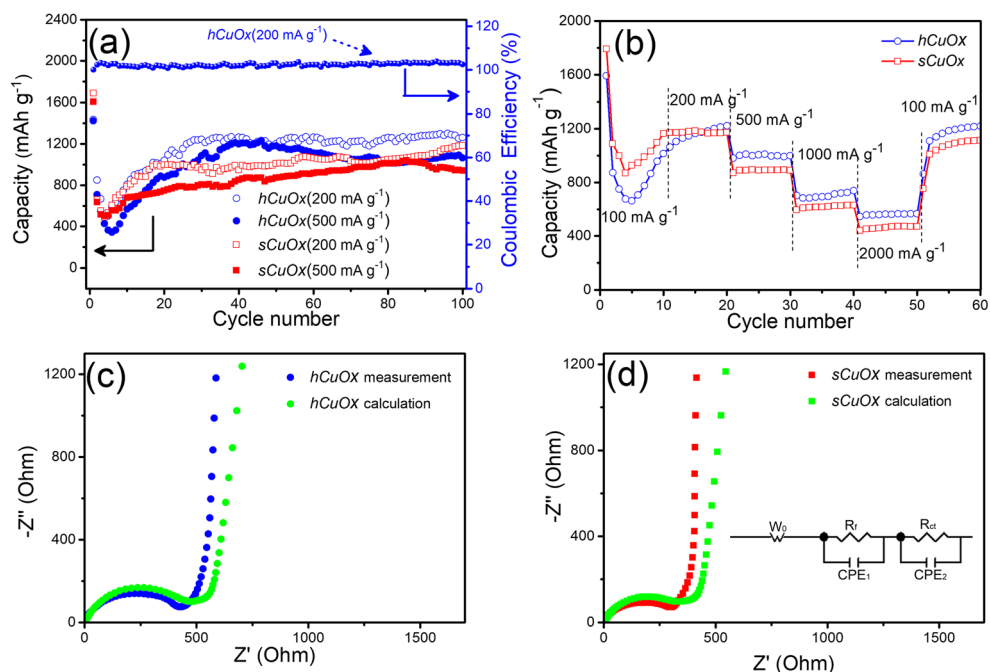 (a)
hCuOx(200 mA g⁻¹)
2400
2000
1600
1200
800
400
0
Capacity (mAh g⁻¹)
120
100
80
60
40
20
0
Coulombic Efficiency (%)
hCuOx(200 mA g⁻¹)
hCuOx(500 mA g⁻¹)
sCuOx(200 mA g⁻¹)
sCuOx(500 mA g⁻¹)
0 20 40 60 80 100
Cycle number
(b)
hCuOx
sCuOx
2000
1600
1200
800
400
0
Capacity (mAh g⁻¹)
200 mA g⁻¹
500 mA g⁻¹
100 mA g⁻¹
1000 mA g⁻¹
100 mA g⁻¹
2000 mA g⁻¹
0 10 20 30 40 50 60
Cycle number
(c)
hCuOx measurement
hCuOx calculation
1200
800
400
0
-Z'' (Ohm)
0 500 1000 1500
Z' (Ohm)
(d)
sCuOx measurement
sCuOx calculation
1200
800
400
0
-Z'' (Ohm)
W₀ Rf Rct
CPE₁ CPE₂
0 500 1000 1500
Z' (Ohm)